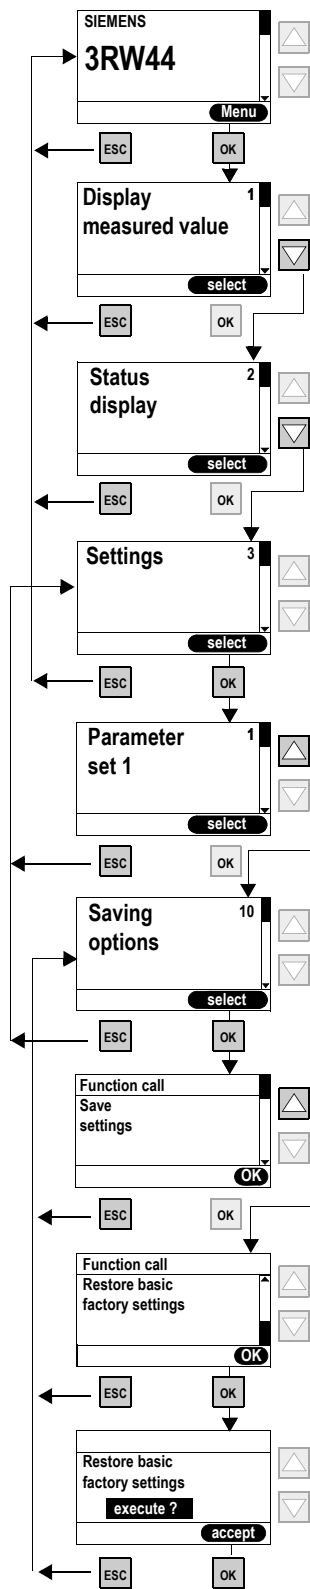 SIEMENS
3RW44
Menu
ESC
OK
Display
measured value
1
select
ESC
OK
Status
display
2
select
ESC
OK
Settings
3
select
ESC
OK
Parameter
set 1
1
select
ESC
OK
Saving
options
10
select
ESC
OK
Function call
Save
settings
OK
ESC
OK
Function call
Restore basic
factory settings
OK
ESC
OK
Restore basic
factory settings
execute ?
accept
ESC
OK